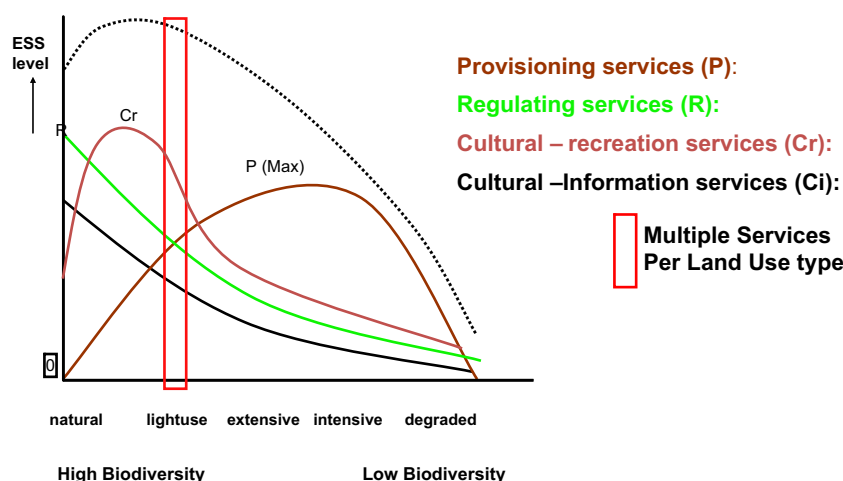 ESS
level
R
Cr
P (Max)
0
natural lightuse extensive intensive degraded
High Biodiversity Low Biodiversity
Provisioning services (P):
Regulating services (R):
Cultural – recreation services (Cr):
Cultural –Information services (Ci):
Multiple Services
Per Land Use type